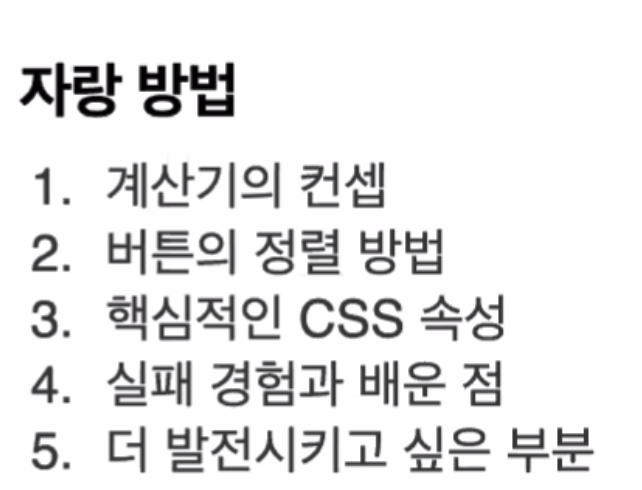 자랑 방법
1. 계산기의 컨셉
2. 버튼의 정렬 방법
3. 핵심적인 CSS 속성
4. 실패 경험과 배운 점
5. 더 발전시키고 싶은 부분